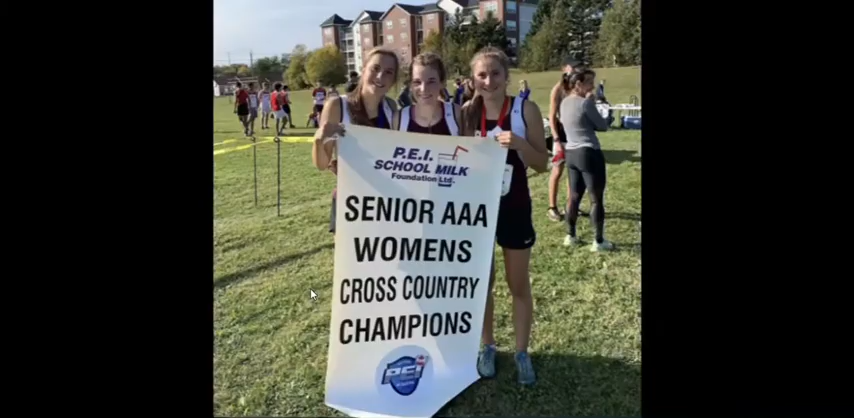 P.E.I.
SCHOOL MILK
Foundation Ltd.
SENIOR AAA
WOMENS
CROSS COUNTRY
CHAMPIONS
PEI